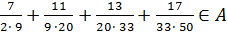 7/(2·9) + 11/(9·20) + 13/(20·33) + 17/(33·50) ∈ A